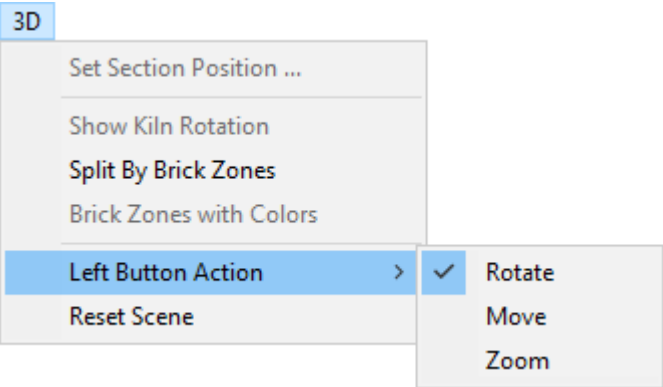 3D
Set Section Position ...
Show Kiln Rotation
Split By Brick Zones
Brick Zones with Colors
Left Button Action
Rotate
Reset Scene
Move
Zoom